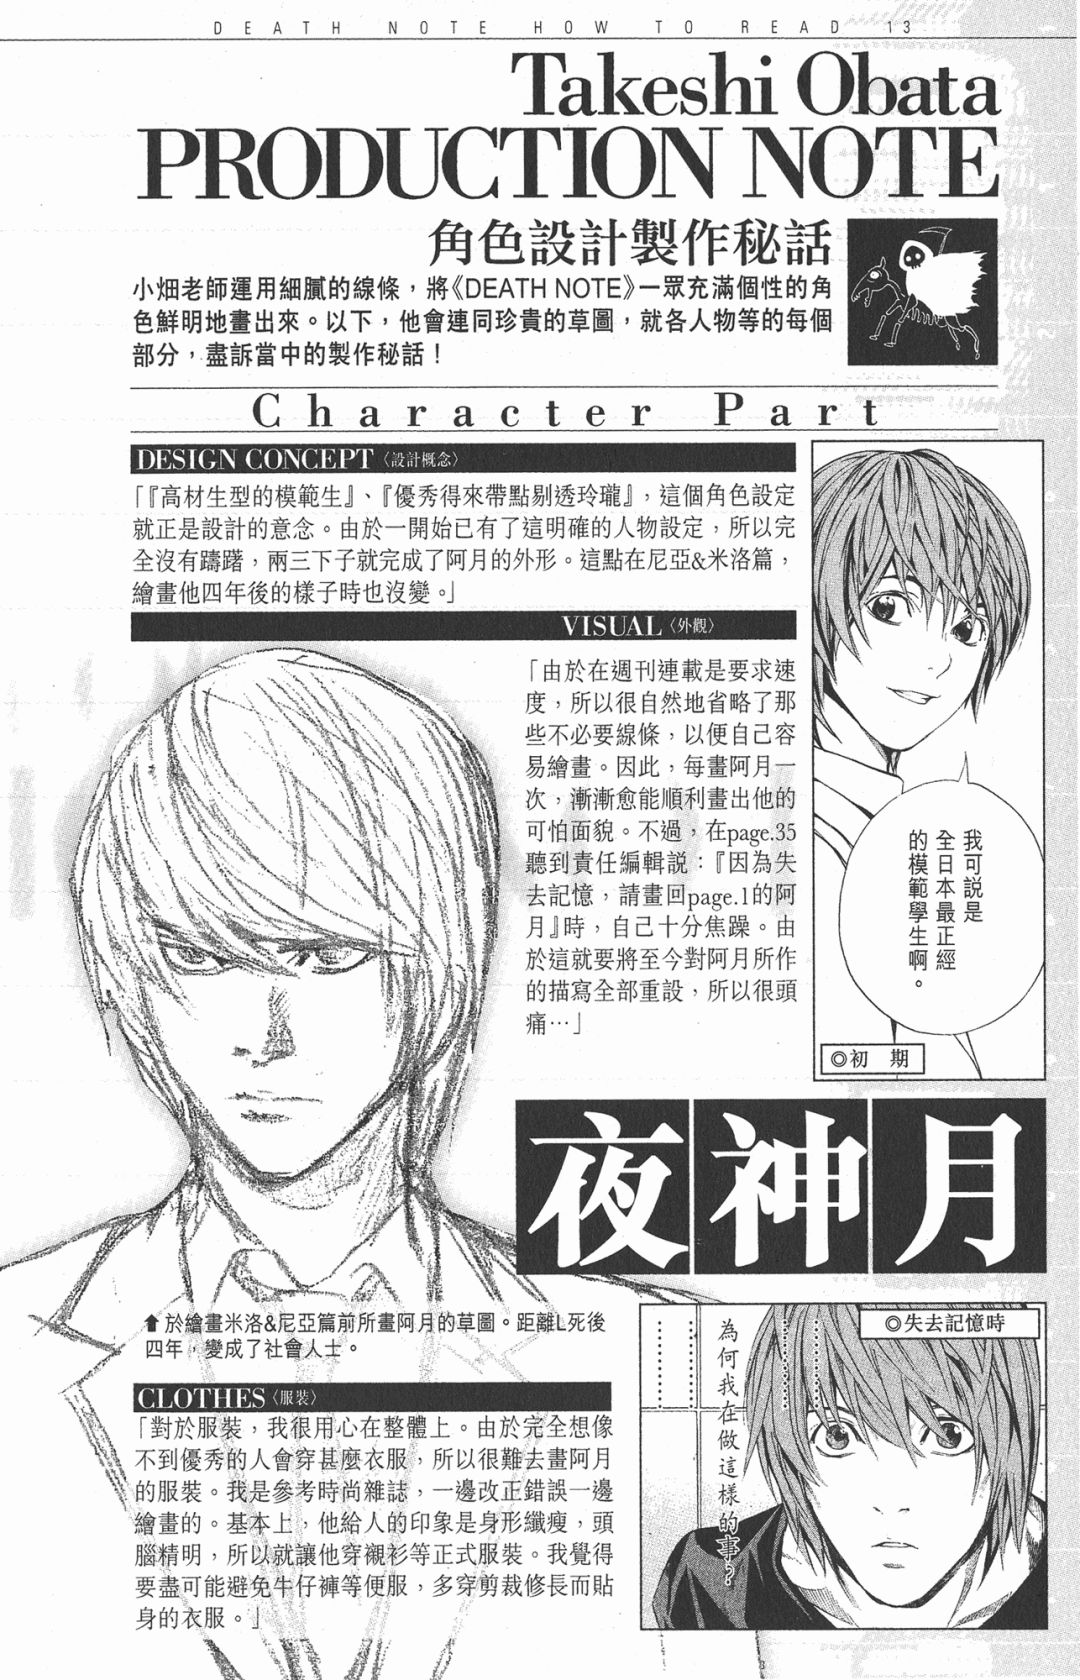 DEATH NOTE HOW TO READ 13
Takeshi Obata
PRODUCTION NOTE
角色設計製作秘話
小畑老師運用細膩的線條，將《DEATH NOTE》一眾充滿個性的角
色鮮明地畫出來。以下，他會連同珍貴的草圖，就各人物等的每個
部分，盡訴當中的製作秘話！
Character Part
DESIGN CONCEPT〈設計概念〉
「『高材生型的模範生』、『優秀得來帶點剔透玲瓏』，這個角色設定
就正是設計的意念。由於一開始已有了這明確的人物設定，所以完
全沒有躊躇，兩三下子就完成了阿月的外形。這點在尼亞&米洛篇，
繪畫他四年後的樣子時也沒變。」
VISUAL〈外觀〉
「由於在週刊連載是要求速
度，所以很自然地省略了那
些不必要線條，以便自己容
易繪畫。因此，每畫阿月一
次，漸漸愈能順利畫出他的
可怕面貌。不過，在page.35
聽到責任編輯說：『因為失
去記憶，請畫回page.1的阿
月』時，自己十分焦躁。由
於這就要將至今對阿月所作
的描寫全部重設，所以很頭
痛…」
我可說是
全日本最正經
的模範學生啊。
◎初期
夜神月
⬆於繪畫米洛&尼亞篇前所畫阿月的草圖。距離L死後
四年，變成了社會人士。
CLOTHES〈服裝〉
「對於服裝，我很用心在整體上。由於完全想像
不到優秀的人會穿甚麼衣服，所以很難去畫阿月
的服裝。我是參考時尚雜誌，一邊改正錯誤一邊
繪畫的。基本上，他給人的印象是身形纖瘦，頭
腦精明，所以就讓他穿襯衫等正式服裝。我覺得
要盡可能避免牛仔褲等便服，多穿剪裁修長而貼
身的衣服。」
◎失去記憶時
為何我在做這樣的事？